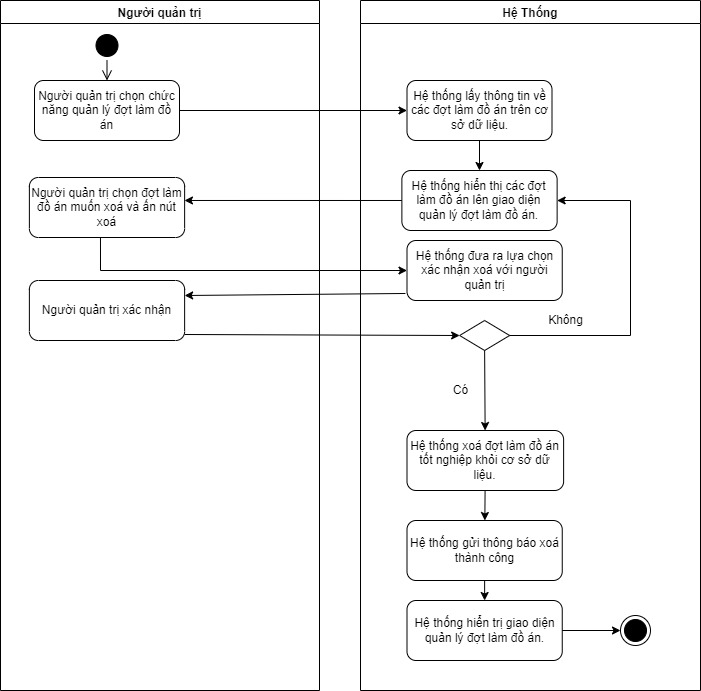 Người quản trị
Hệ Thống
Người quản trị chọn chức
năng quản lý đợt làm đồ
án
Hệ thống lấy thông tin về
các đợt làm đồ án trên cơ
sở dữ liệu.
Người quản trị chọn đợt làm
đồ án muốn xoá và ấn nút
xoá
Hệ thống hiển thị các đợt
làm đồ án lên giao diện
quản lý đợt làm đồ án.
Hệ thống đưa ra lựa chọn
xác nhận xoá với người
quản trị
Người quản trị xác nhận
Không
Có
Hệ thống xoá đợt làm đồ án
tốt nghiệp khỏi cơ sở dữ
liệu.
Hệ thống gửi thông báo xoá
thành công
Hệ thống hiển trị giao diện
quản lý đợt làm đồ án.